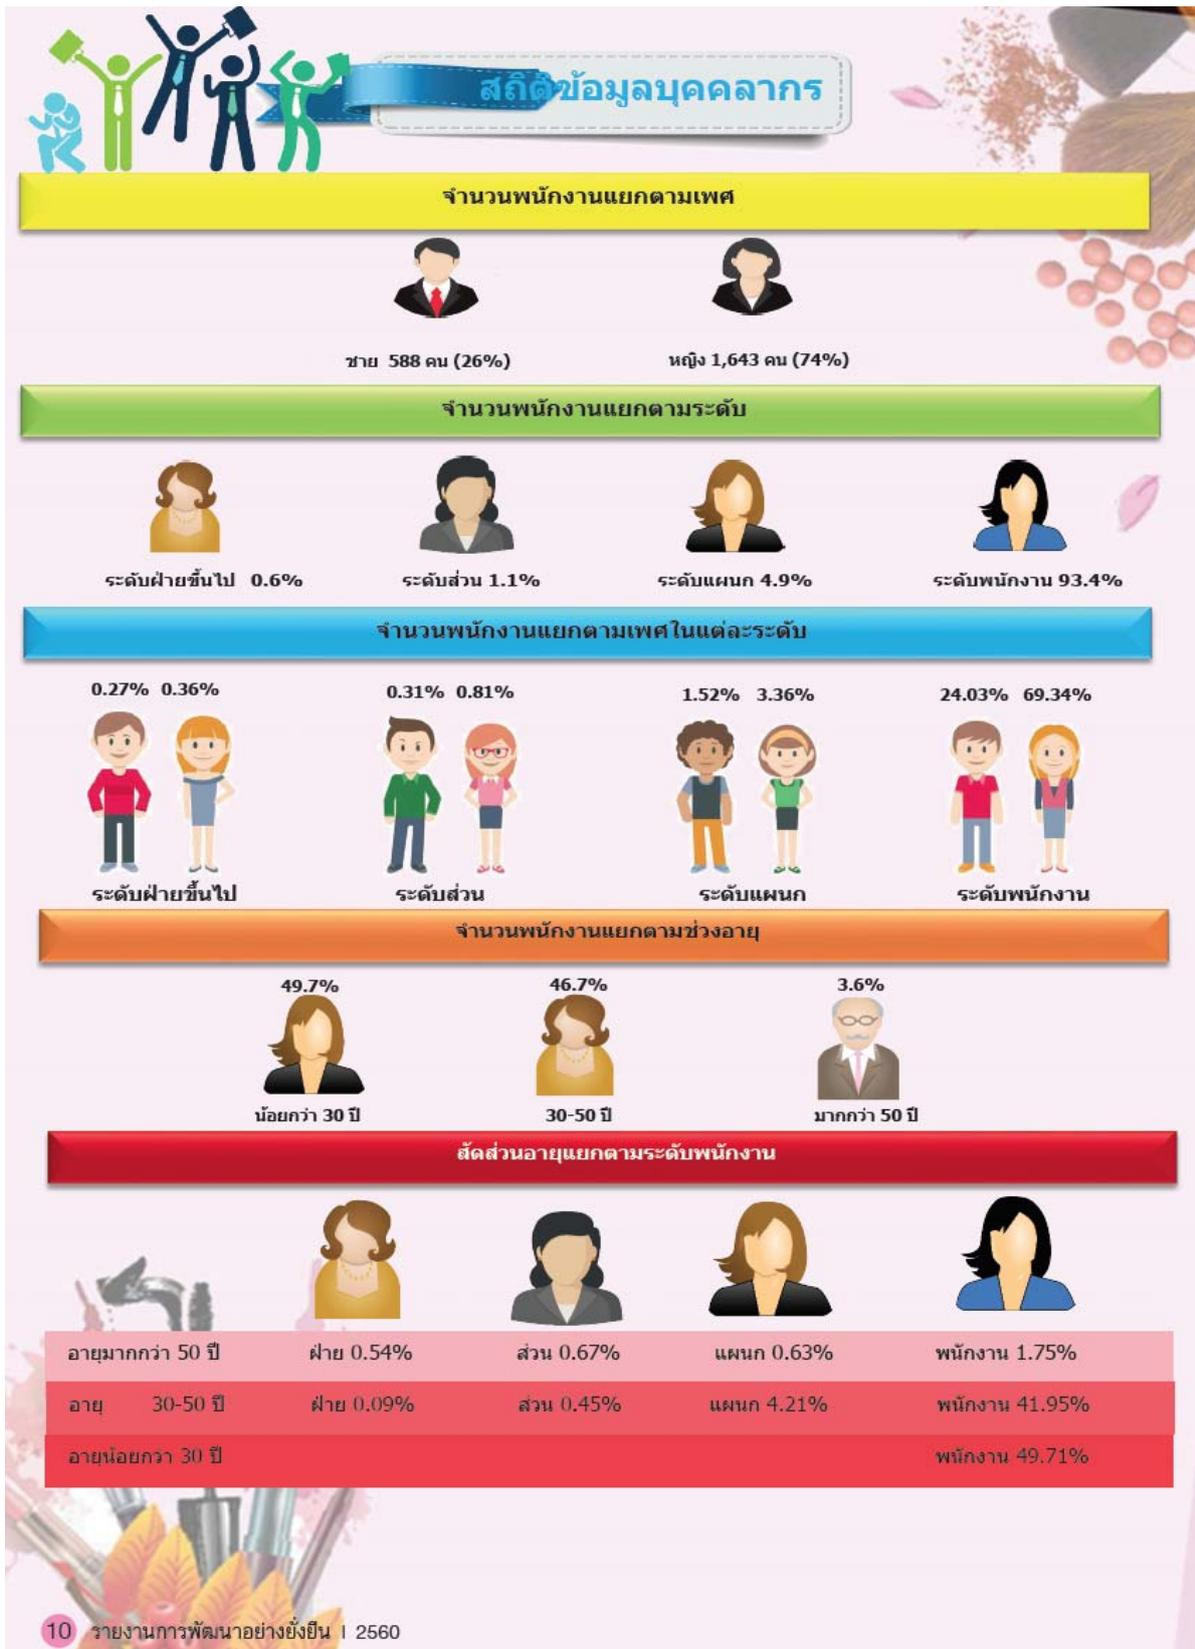 สถิติข้อมูลบุคคลากร
จำนวนพนักงานแยกตามเพศ
ชาย 588 คน (26%) หญิง 1,643 คน (74%)
จำนวนพนักงานแยกตามระดับ
ระดับฝ่ายขึ้นไป 0.6% ระดับส่วน 1.1% ระดับแผนก 4.9% ระดับพนักงาน 93.4%
จำนวนพนักงานแยกตามเพศในแต่ละระดับ
0.27% 0.36% 0.31% 0.81% 1.52% 3.36% 24.03% 69.34%
ระดับฝ่ายขึ้นไป ระดับส่วน ระดับแผนก ระดับพนักงาน
จำนวนพนักงานแยกตามช่วงอายุ
49.7% 46.7% 3.6%
น้อยกว่า 30 ปี 30-50 ปี มากกว่า 50 ปี
สัดส่วนอายุแยกตามระดับพนักงาน
อายุมากกว่า 50 ปี ฝ่าย 0.54% ส่วน 0.67% แผนก 0.63% พนักงาน 1.75%
อายุ 30-50 ปี ฝ่าย 0.09% ส่วน 0.45% แผนก 4.21% พนักงาน 41.95%
อายุน้อยกว่า 30 ปี พนักงาน 49.71%
10 รายงานการพัฒนาอย่างยั่งยืน | 2560